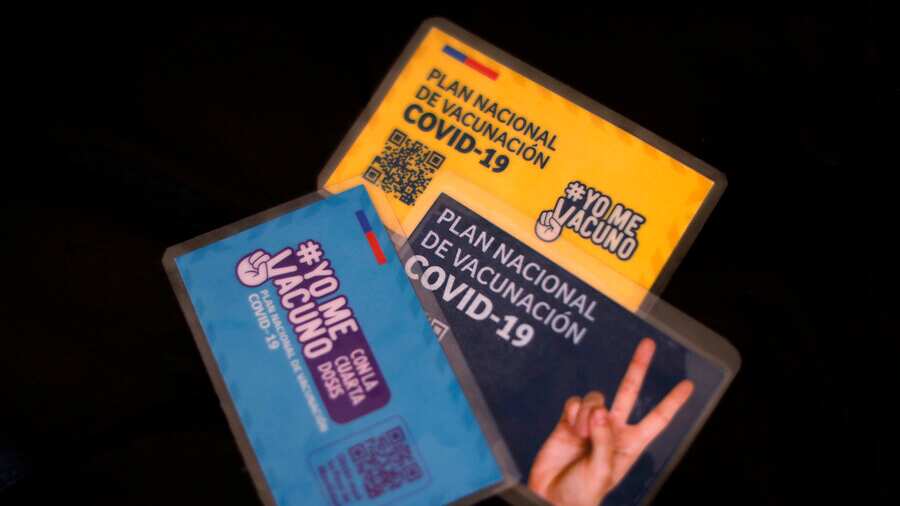 PLAN NACIONAL
DE VACUNACIÓN
COVID-19
#YO ME
VACUNO
PLAN NACIONAL
DE VACUNACIÓN
COVID-19
#YO ME
VACUNO
CON LA
CUARTA
DOSIS
PLAN NACIONAL DE VACUNACIÓN
COVID-19